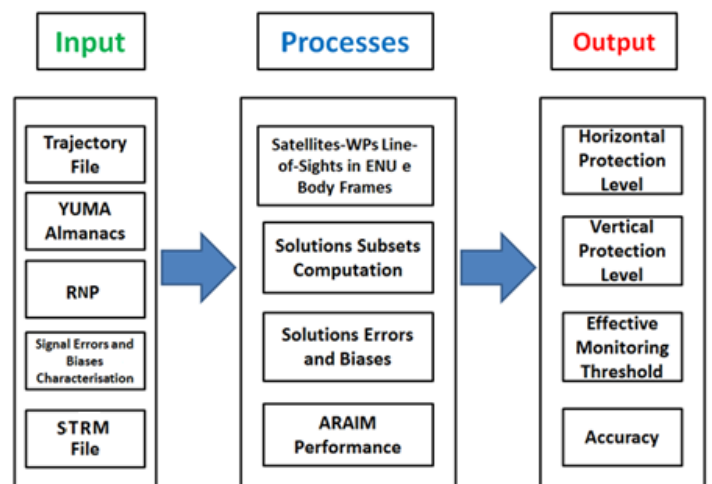 Input
Processes
Output
Trajectory
File
YUMA
Almanacs
RNP
Signal Errors and
Biases
Characterisation
STRM
File
Satellites-WPs Line-
of-Sights in ENU e
Body Frames
Solutions Subsets
Computation
Solutions Errors
and Biases
ARAIM
Performance
Horizontal
Protection
Level
Vertical
Protection
Level
Effective
Monitoring
Threshold
Accuracy